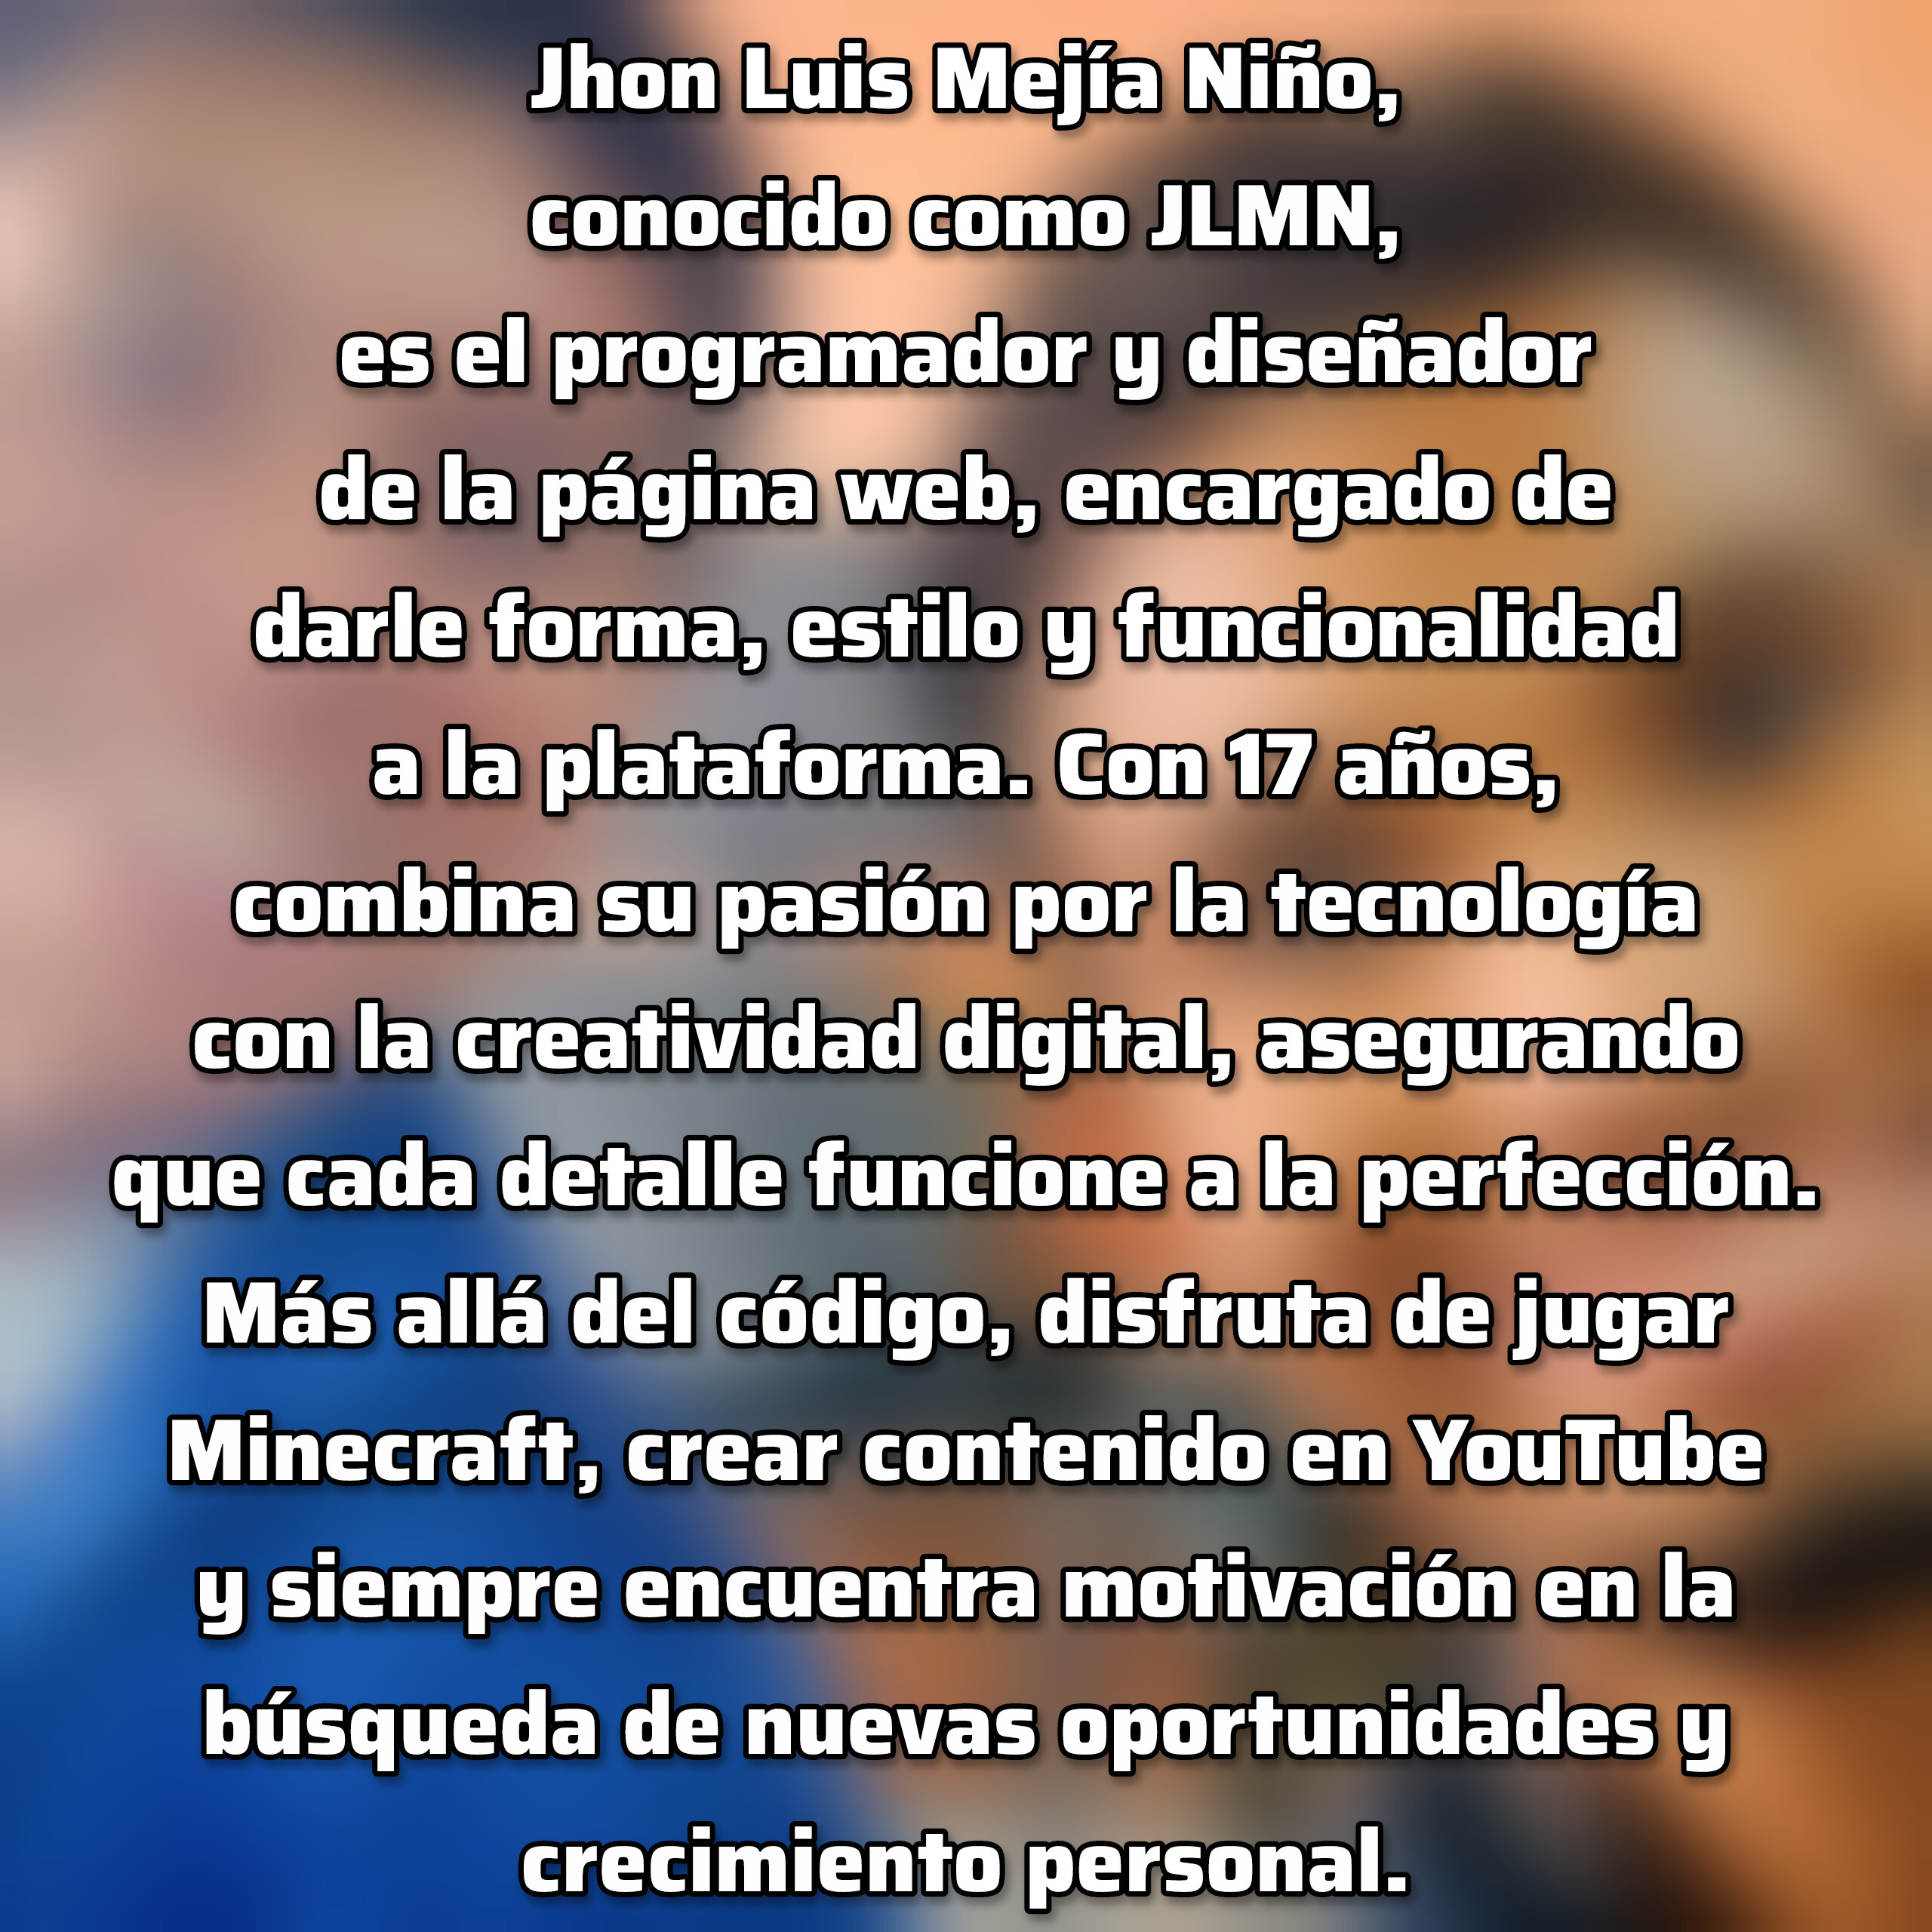 Jhon Luis Mejía Niño,
conocido como JLMN,
es el programador y diseñador
de la página web, encargado de
darle forma, estilo y funcionalidad
a la plataforma. Con 17 años,
combina su pasión por la tecnología
con la creatividad digital, asegurando
que cada detalle funcione a la perfección.
Más allá del código, disfruta de jugar
Minecraft, crear contenido en YouTube
y siempre encuentra motivación en la
búsqueda de nuevas oportunidades y
crecimiento personal.